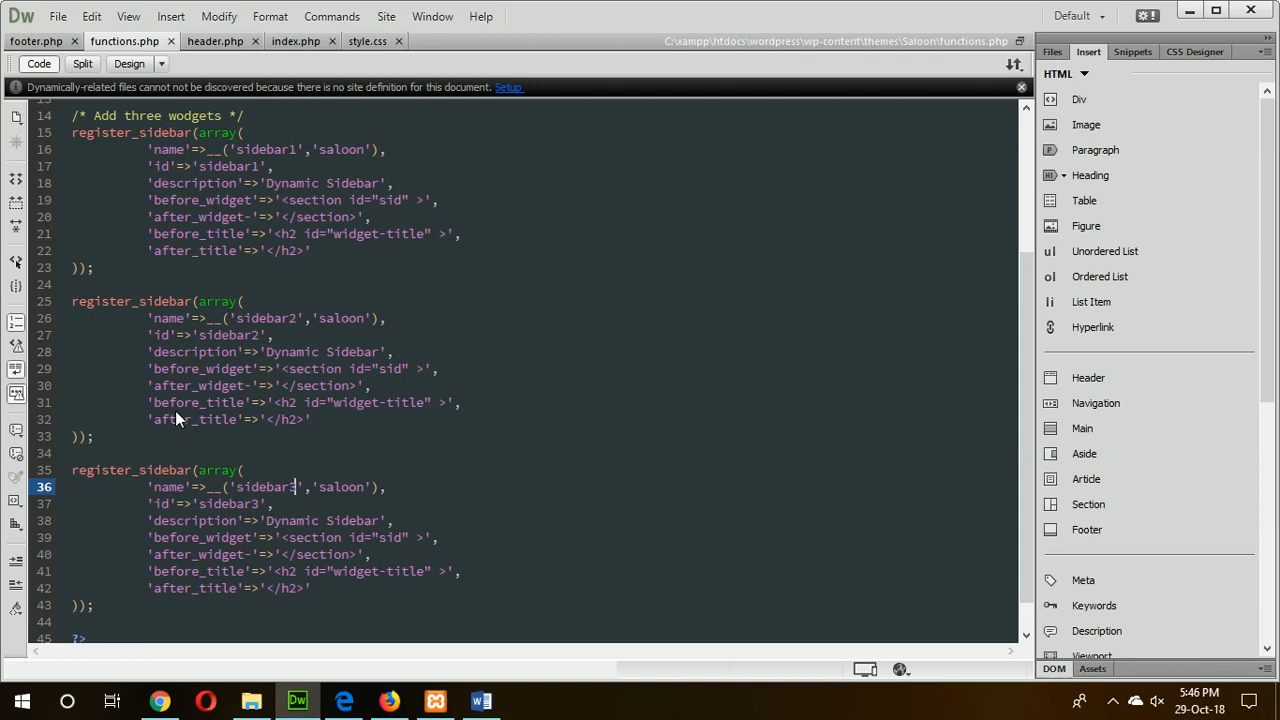 Dw File Edit View Insert Modify Format Commands Site Window Help Default
footer.php × functions.php × header.php × index.php × style.css × C:\xampp\htdocs\wordpress\wp-content\themes\Saloon\functions.php
Code Split Design
Dynamically-related files cannot not be discovered because there is no site definition for this document. Setup
14 /* Add three wodgets */
15 register_sidebar(array(
16 'name'=>__('sidebar1','saloon'),
17 'id'=>'sidebar1',
18 'description'=>'Dynamic Sidebar',
19 'before_widget'=>'<section id="sid" >',
20 'after_widget-'=>'</section>',
21 'before_title'=>'<h2 id="widget-title" >',
22 'after_title'=>'</h2>'
23 ));
24
25 register_sidebar(array(
26 'name'=>__('sidebar2','saloon'),
27 'id'=>'sidebar2',
28 'description'=>'Dynamic Sidebar',
29 'before_widget'=>'<section id="sid" >',
30 'after_widget-'=>'</section>',
31 'before_title'=>'<h2 id="widget-title" >',
32 'after_title'=>'</h2>'
33 ));
34
35 register_sidebar(array(
36 'name'=>__('sidebar3','saloon'),
37 'id'=>'sidebar3',
38 'description'=>'Dynamic Sidebar',
39 'before_widget'=>'<section id="sid" >',
40 'after_widget-'=>'</section>',
41 'before_title'=>'<h2 id="widget-title" >',
42 'after_title'=>'</h2>'
43 ));
44
45 ?>
Files Insert Snippets CSS Designer
HTML
Div
Image
Paragraph
Heading
Table
Figure
ul Unordered List
ol Ordered List
li List Item
Hyperlink
Header
Navigation
Main
Aside
Article
Section
Footer
Meta
Keywords
Description
Viewport
DOM Assets
Dw
5:46 PM
29-Oct-18